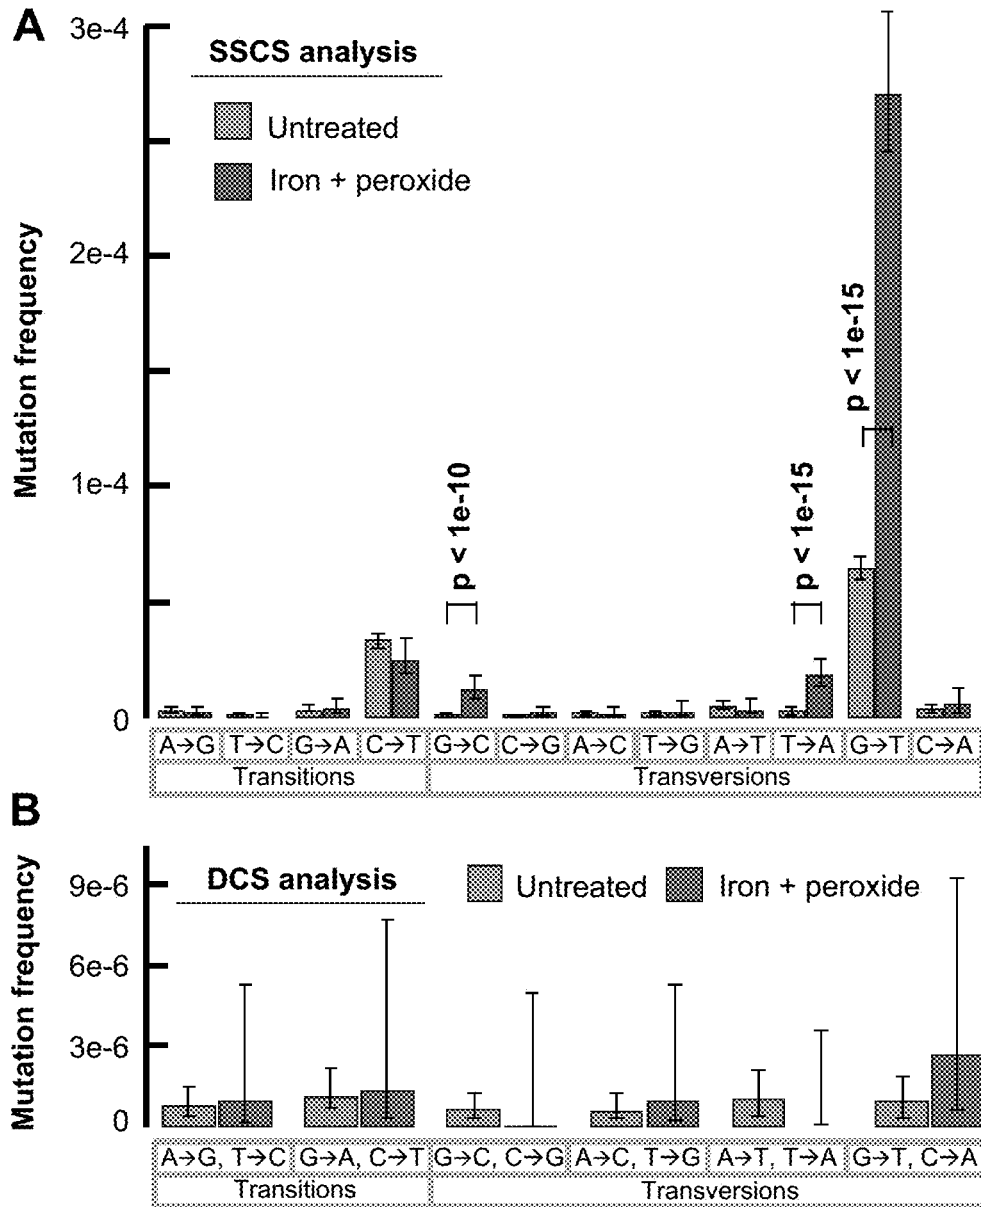 A
SSCS analysis
Untreated
Iron + peroxide
Mutation frequency
3e-4
2e-4
1e-4
0
p < 1e-10
p < 1e-15
p < 1e-15
A→G T→C G→A C→T G→C C→G A→C T→G A→T T→A G→T C→A
Transitions Transversions
B
DCS analysis
Untreated Iron + peroxide
Mutation frequency
9e-6
6e-6
3e-6
0
A→G, T→C G→A, C→T G→C, C→G A→C, T→G A→T, T→A G→T, C→A
Transitions Transversions